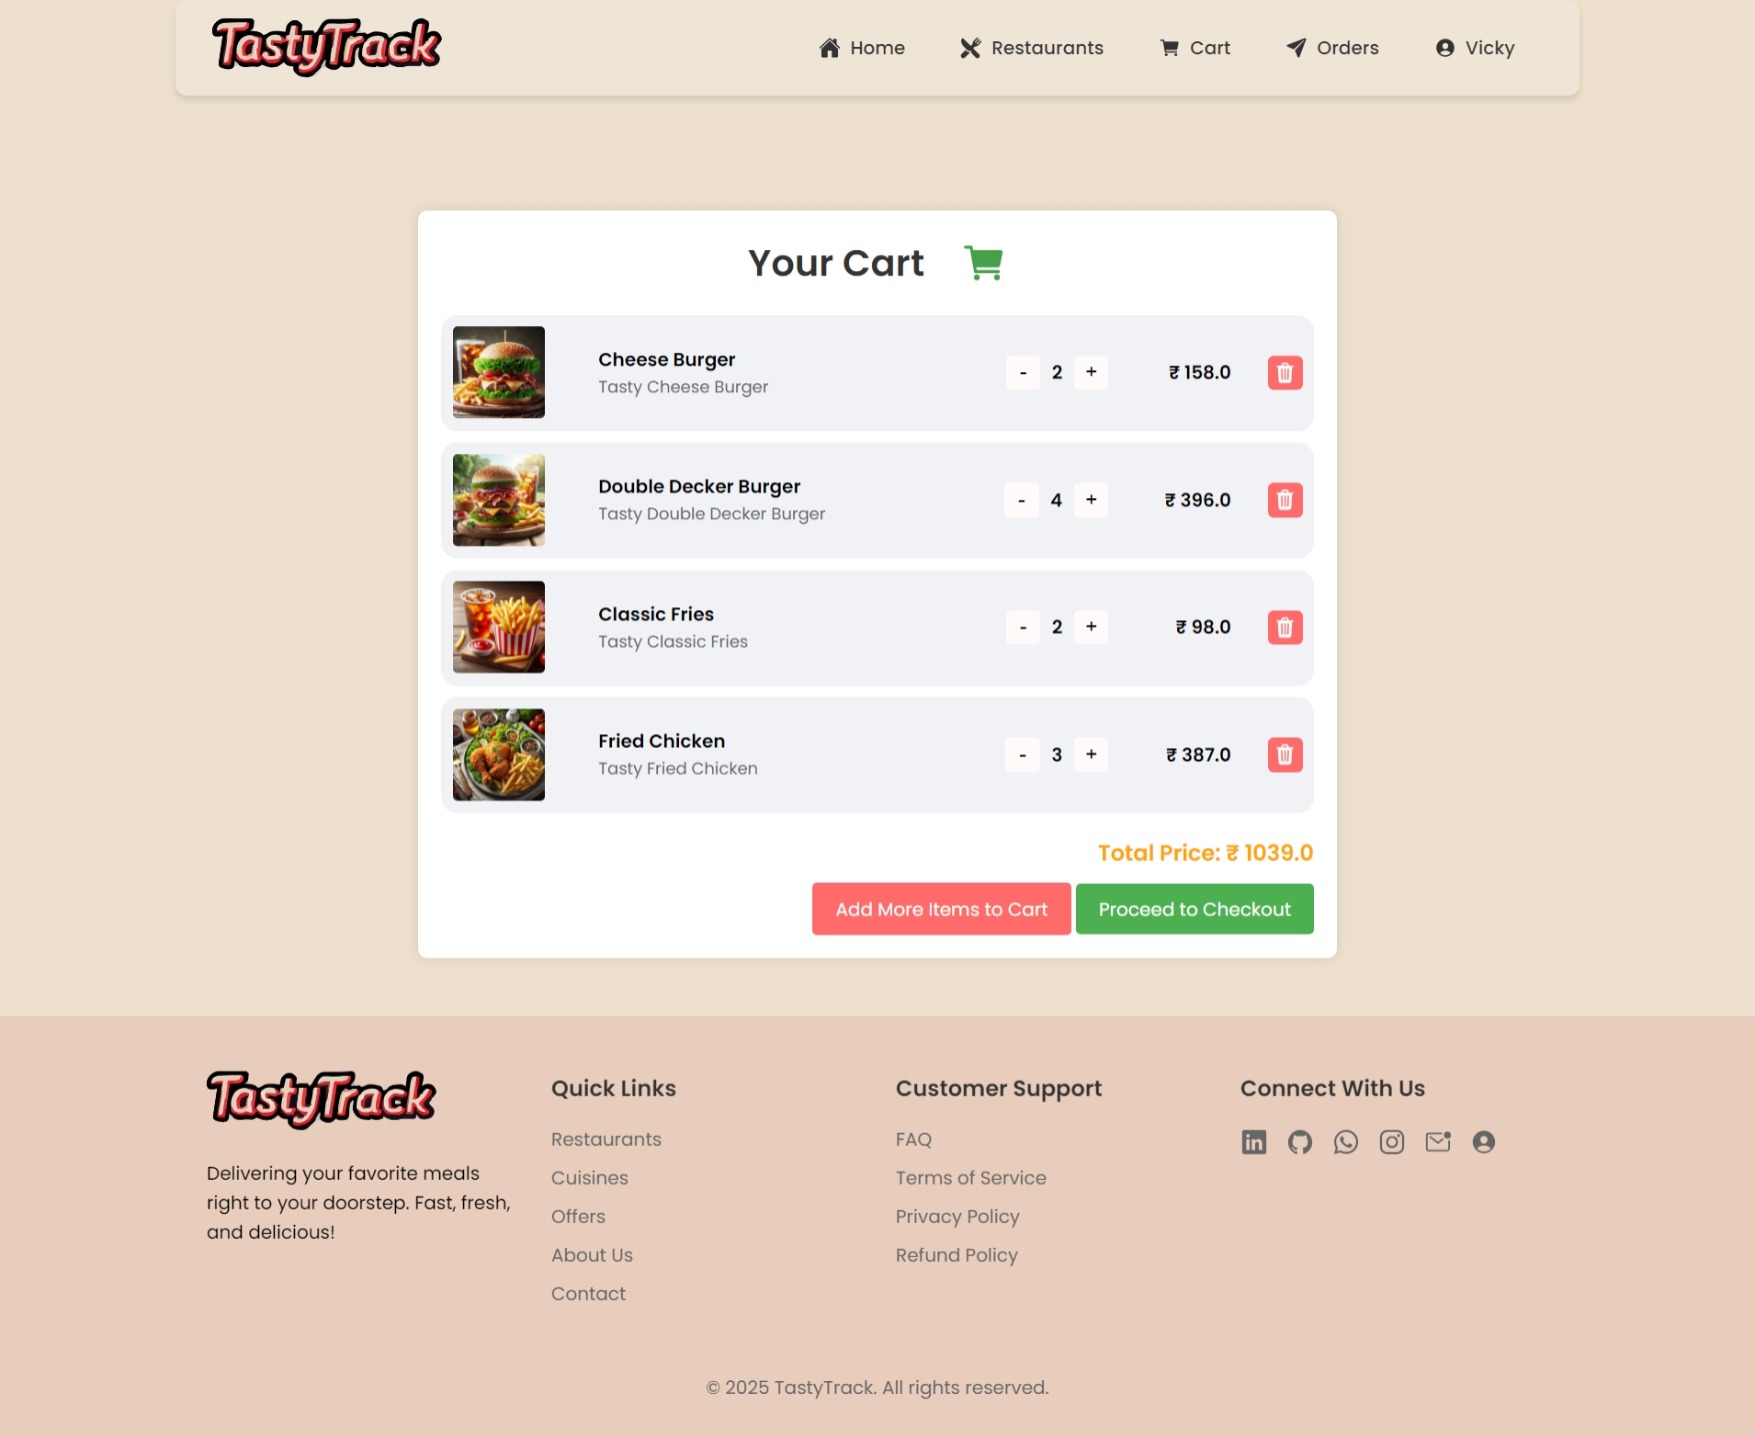 TastyTrack
Home
Restaurants
Cart
Orders
Vicky
Your Cart
Cheese Burger
Tasty Cheese Burger
- 2 +
₹ 158.0
Double Decker Burger
Tasty Double Decker Burger
- 4 +
₹ 396.0
Classic Fries
Tasty Classic Fries
- 2 +
₹ 98.0
Fried Chicken
Tasty Fried Chicken
- 3 +
₹ 387.0
Total Price: ₹ 1039.0
Add More Items to Cart
Proceed to Checkout
TastyTrack
Delivering your favorite meals
right to your doorstep. Fast, fresh,
and delicious!
Quick Links
Restaurants
Cuisines
Offers
About Us
Contact
Customer Support
FAQ
Terms of Service
Privacy Policy
Refund Policy
Connect With Us
© 2025 TastyTrack. All rights reserved.